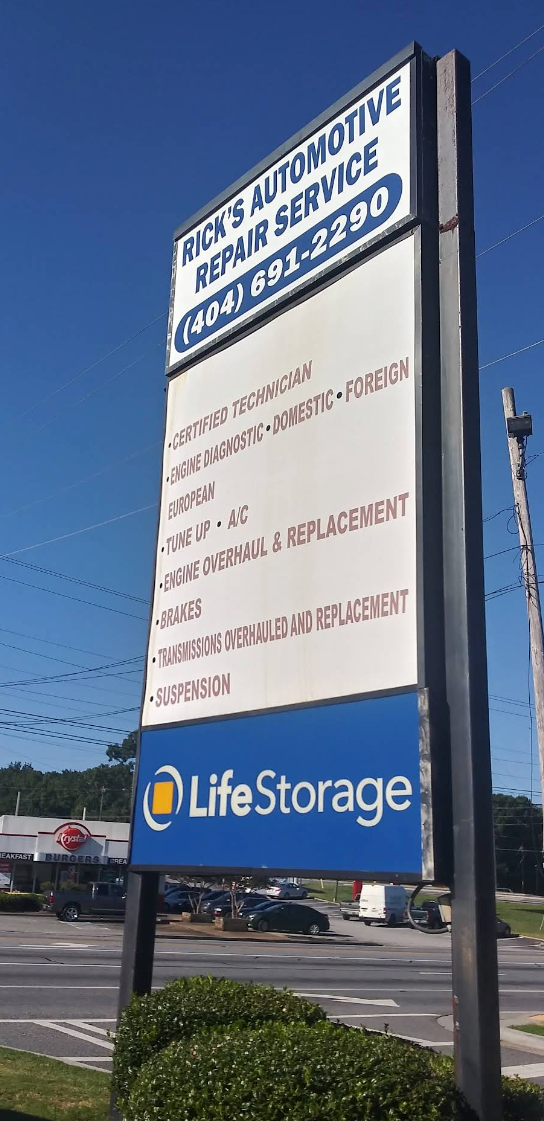 RICK'S AUTOMOTIVE
REPAIR SERVICE
(404) 691-2290
•CERTIFIED TECHNICIAN
•ENGINE DIAGNOSTIC•DOMESTIC•FOREIGN
EUROPEAN
•TUNE UP • A/C
•ENGINE OVERHAUL & REPLACEMENT
•BRAKES
•TRANSMISSIONS OVERHAULED AND REPLACEMENT
•SUSPENSION
LifeStorage
Krystal
BURGERS